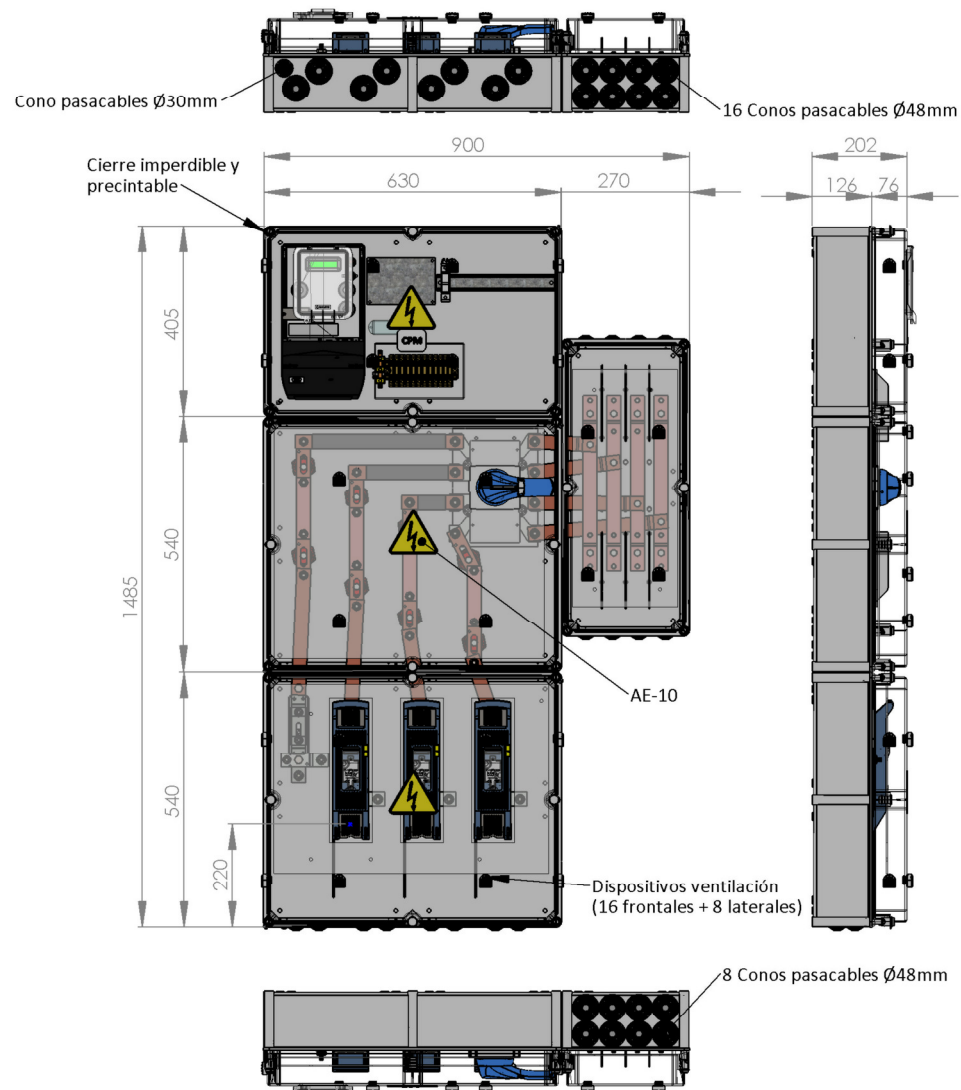 Cono pasacables Ø30mm
16 Conos pasacables Ø48mm
Cierre imperdible y
precintable
900
630
270
202
126
76
405
CPM
540
1485
AE-10
540
220
Dispositivos ventilación
(16 frontales + 8 laterales)
8 Conos pasacables Ø48mm